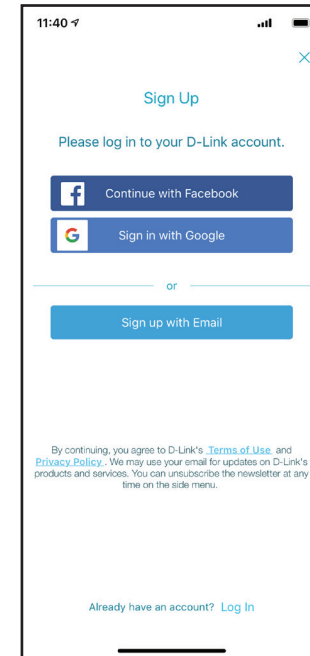 11:40
Sign Up
Please log in to your D-Link account.
Continue with Facebook
Sign in with Google
or
Sign up with Email
By continuing, you agree to D-Link's Terms of Use and
Privacy Policy. We may use your email for updates on D-Link's
products and services. You can unsubscribe the newsletter at any
time on the side menu.
Already have an account? Log In